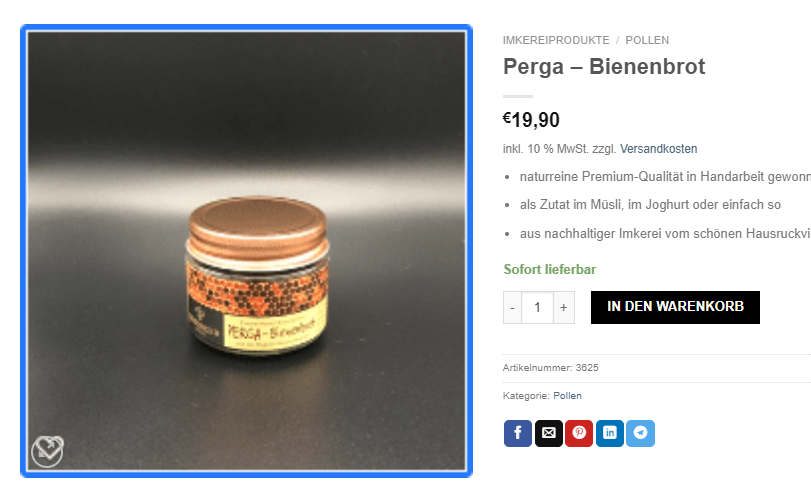 IMKEREIPRODUKTE / POLLEN
Perga – Bienenbrot
€19,90
inkl. 10 % MwSt. zzgl. Versandkosten
naturreine Premium-Qualität in Handarbeit gewonn
als Zutat im Müsli, im Joghurt oder einfach so
aus nachhaltiger Imkerei vom schönen Hausruckvi
Sofort lieferbar
- 1 + IN DEN WARENKORB
Artikelnummer: 3625
Kategorie: Pollen
PERGA-Bienenbrot